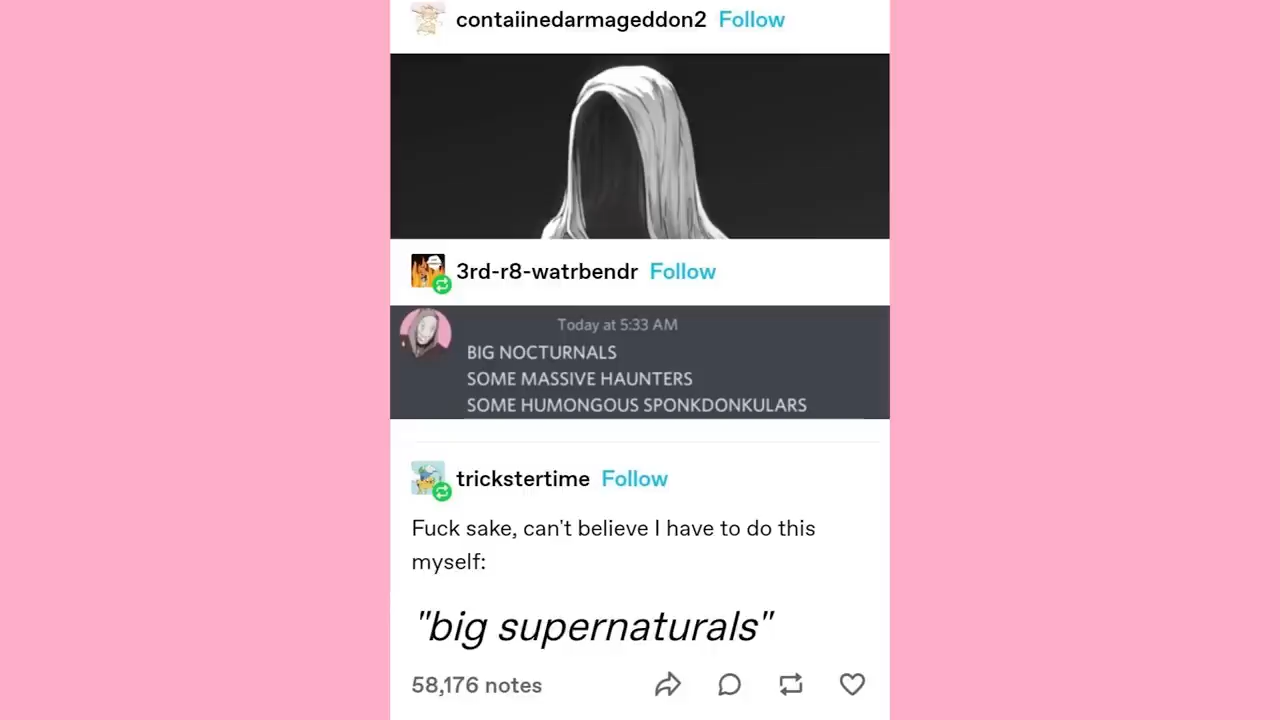 contaiinedarmageddon2 Follow
3rd-r8-watrbendr Follow
Today at 5:33 AM
BIG NOCTURNALS
SOME MASSIVE HAUNTERS
SOME HUMONGOUS SPONKDONKULARS
trickstertime Follow
Fuck sake, can't believe I have to do this
myself:
"big supernaturals"
58,176 notes